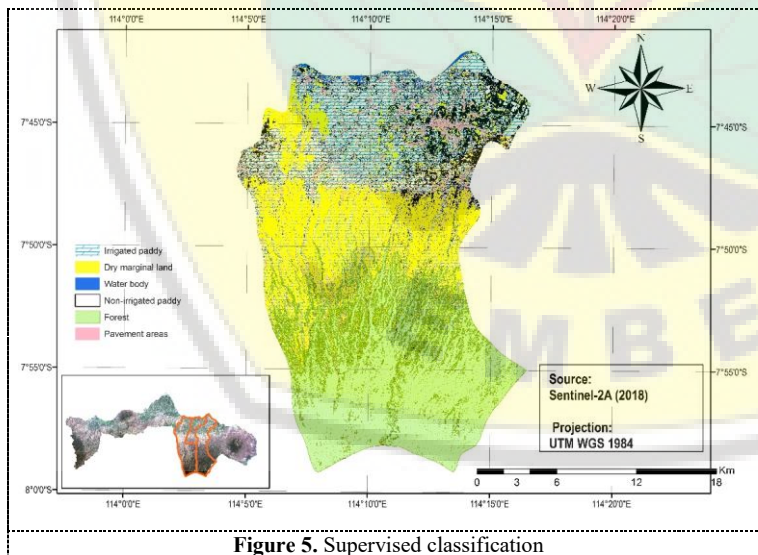 114°0'0"E 114°5'0"E 114°10'0"E 114°15'0"E 114°20'0"E
N
W E
S
7°45'0"S 7°45'0"S
7°50'0"S 7°50'0"S
Irrigated paddy
Dry marginal land
Water body
Non-irrigated paddy
Forest
Pavement areas
EMBE
7°55'0"S 7°55'0"S
Source:
Sentinel-2A (2018)
Projection:
UTM WGS 1984
Km
0 3 6 12 18
8°0'0"S
114°0'0"E 114°5'0"E 114°10'0"E 114°15'0"E 114°20'0"E
Figure 5. Supervised classification